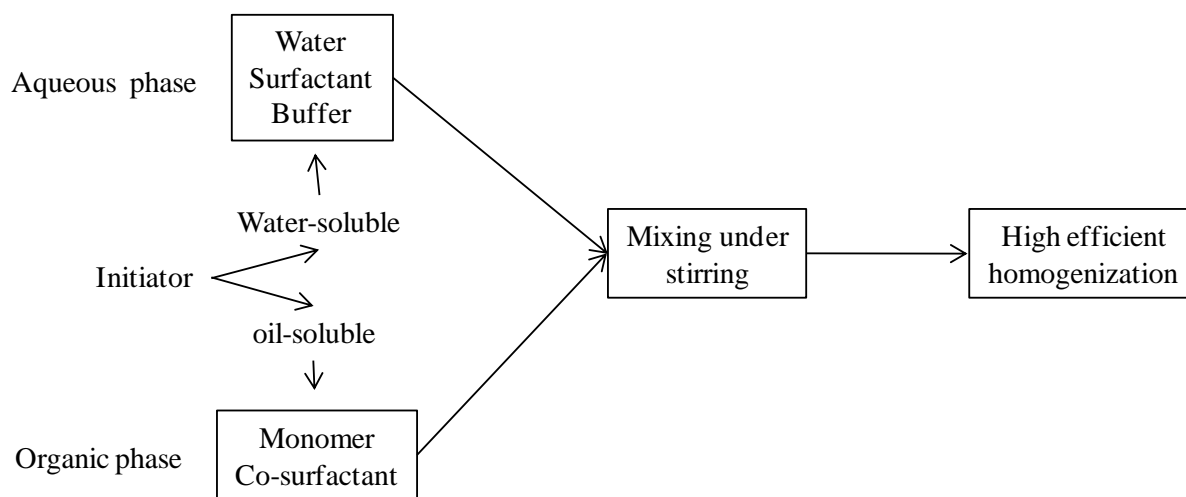 Aqueous phase
Water
Surfactant
Buffer
Water-soluble
Initiator
oil-soluble
Organic phase
Monomer
Co-surfactant
Mixing under
stirring
High efficient
homogenization